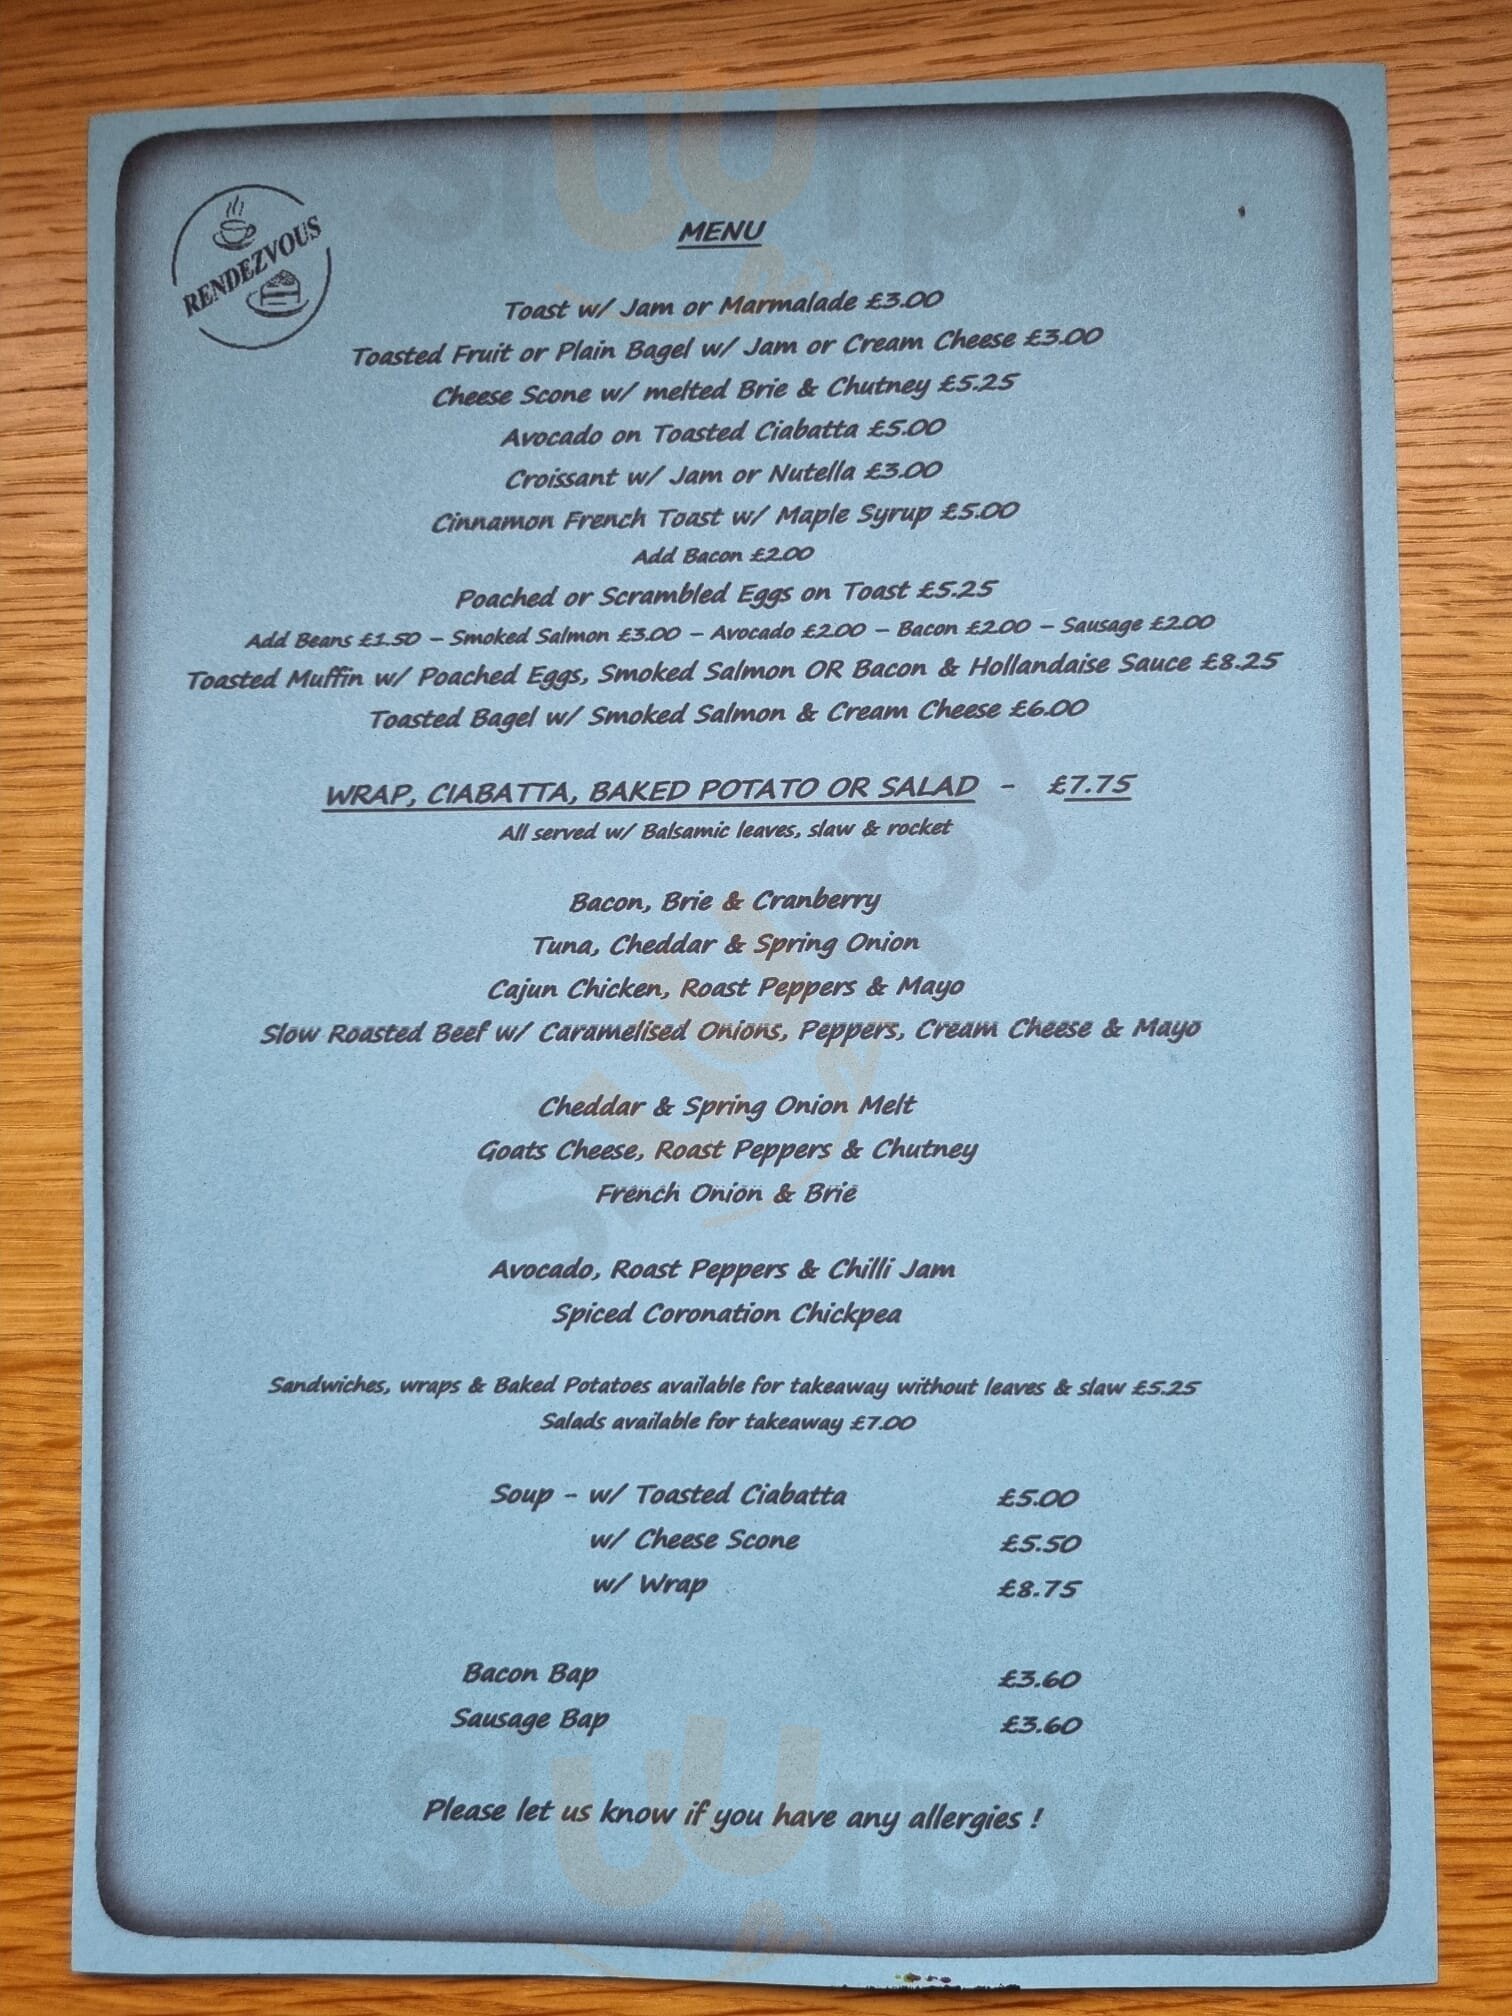 RENDEZVOUS
MENU
Toast w/ Jam or Marmalade £3.00
Toasted Fruit or Plain Bagel w/ Jam or Cream Cheese £3.00
Cheese Scone w/ melted Brie & Chutney £5.25
Avocado on Toasted Ciabatta £5.00
Croissant w/ Jam or Nutella £3.00
Cinnamon French Toast w/ Maple Syrup £5.00
Add Bacon £2.00
Poached or Scrambled Eggs on Toast £5.25
Add Beans £1.50 – Smoked Salmon £3.00 – Avocado £2.00 – Bacon £2.00 – Sausage £2.00
Toasted Muffin w/ Poached Eggs, Smoked Salmon OR Bacon & Hollandaise Sauce £8.25
Toasted Bagel w/ Smoked Salmon & Cream Cheese £6.00
WRAP, CIABATTA, BAKED POTATO OR SALAD - £7.75
All served w/ Balsamic leaves, slaw & rocket
Bacon, Brie & Cranberry
Tuna, Cheddar & Spring Onion
Cajun Chicken, Roast Peppers & Mayo
Slow Roasted Beef w/ Caramelised Onions, Peppers, Cream Cheese & Mayo
Cheddar & Spring Onion Melt
Goats Cheese, Roast Peppers & Chutney
French Onion & Brie
Avocado, Roast Peppers & Chilli Jam
Spiced Coronation Chickpea
Sandwiches, wraps & Baked Potatoes available for takeaway without leaves & slaw £5.25
Salads available for takeaway £7.00
Soup - w/ Toasted Ciabatta £5.00
w/ Cheese Scone £5.50
w/ Wrap £8.75
Bacon Bap £3.60
Sausage Bap £3.60
Please let us know if you have any allergies !
sluurpy
sluurpy
sluurpy